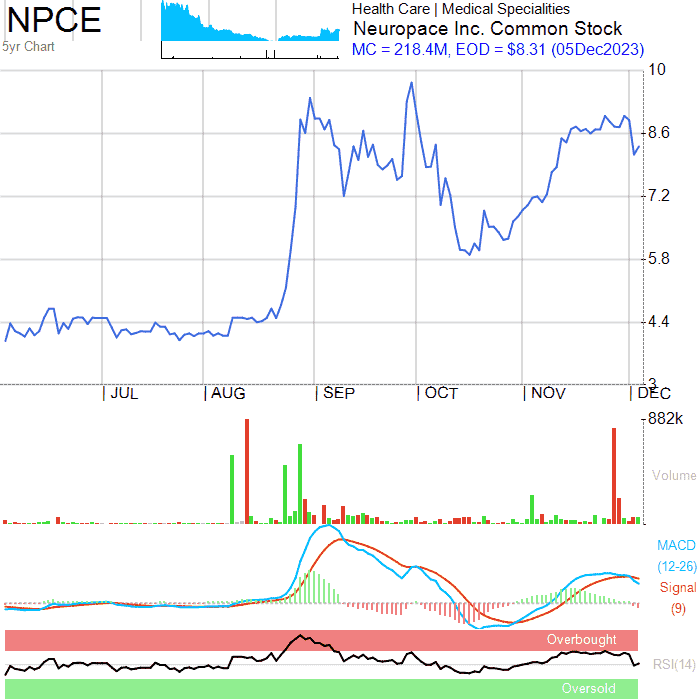 NPCE
5yr Chart
Health Care | Medical Specialities
Neuropace Inc. Common Stock
MC = 218.4M, EOD = $8.31 (05Dec2023)
10
8.6
7.2
5.8
4.4
3
JUL AUG SEP OCT NOV DEC
882k
Volume
MACD
(12-26)
Signal
(9)
Overbought
RSI(14)
Oversold